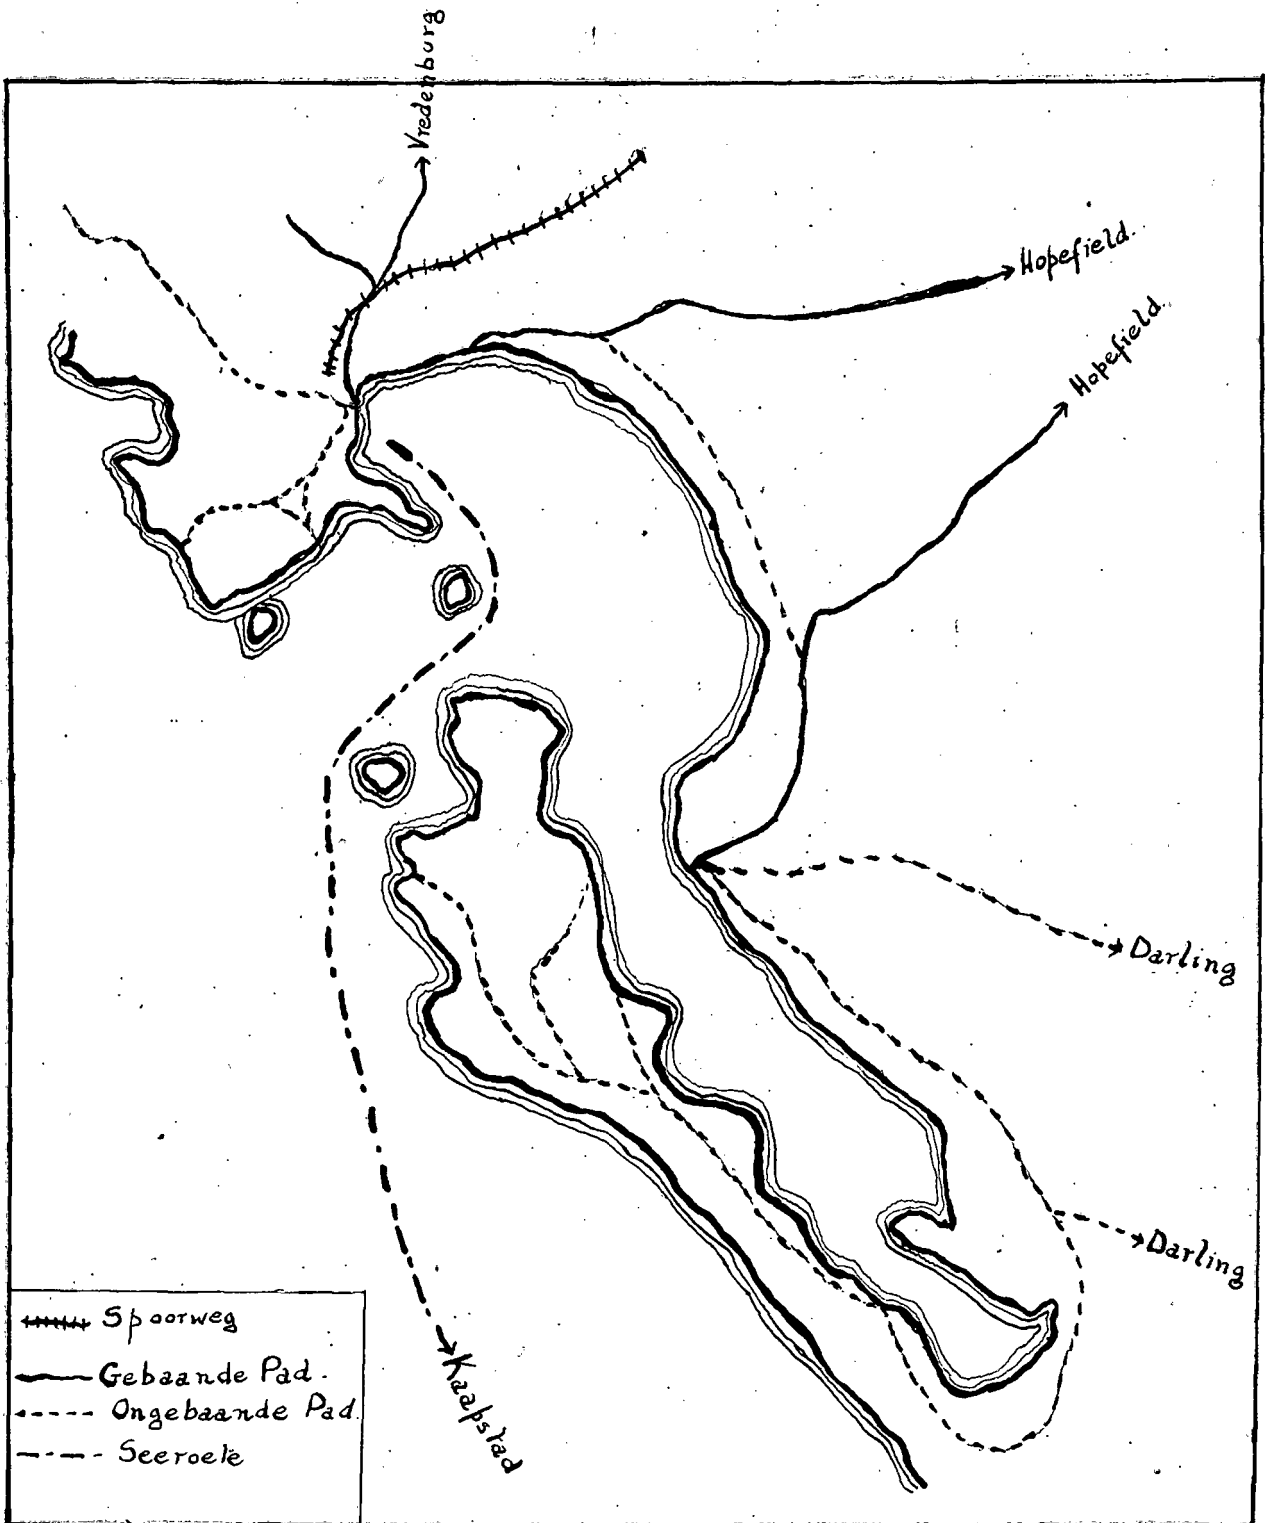 Vredenburg
Hopefield.
Hopefield.
Darling
Darling
Kaapstad
Spoorweg
Gebaande Pad.
Ongebaande Pad
Seeroete